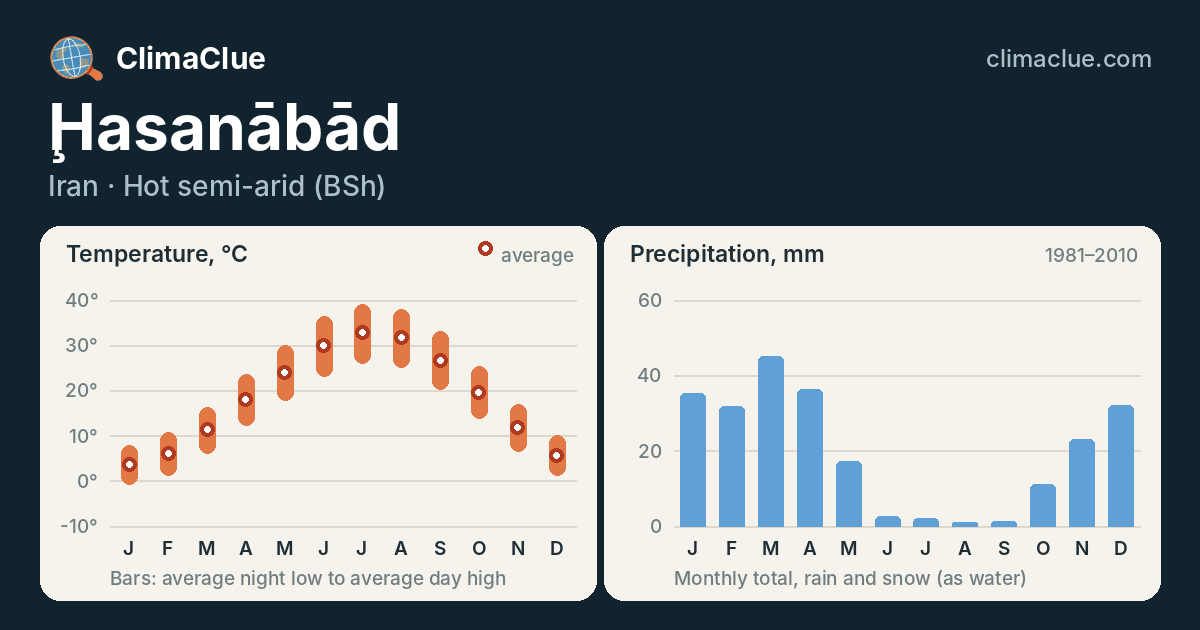 ClimaClue
climaclue.com
Ḩasanābād
Iran · Hot semi-arid (BSh)
Temperature, °C
average
40°
30°
20°
10°
0°
-10°
J F M A M J J A S O N D
Bars: average night low to average day high
Precipitation, mm
1981–2010
60
40
20
0
J F M A M J J A S O N D
Monthly total, rain and snow (as water)